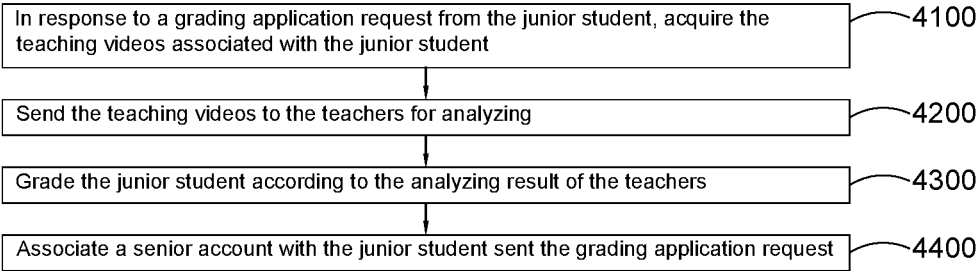 In response to a grading application request from the junior student, acquire the
teaching videos associated with the junior student
4100
Send the teaching videos to the teachers for analyzing
4200
Grade the junior student according to the analyzing result of the teachers
4300
Associate a senior account with the junior student sent the grading application request
4400